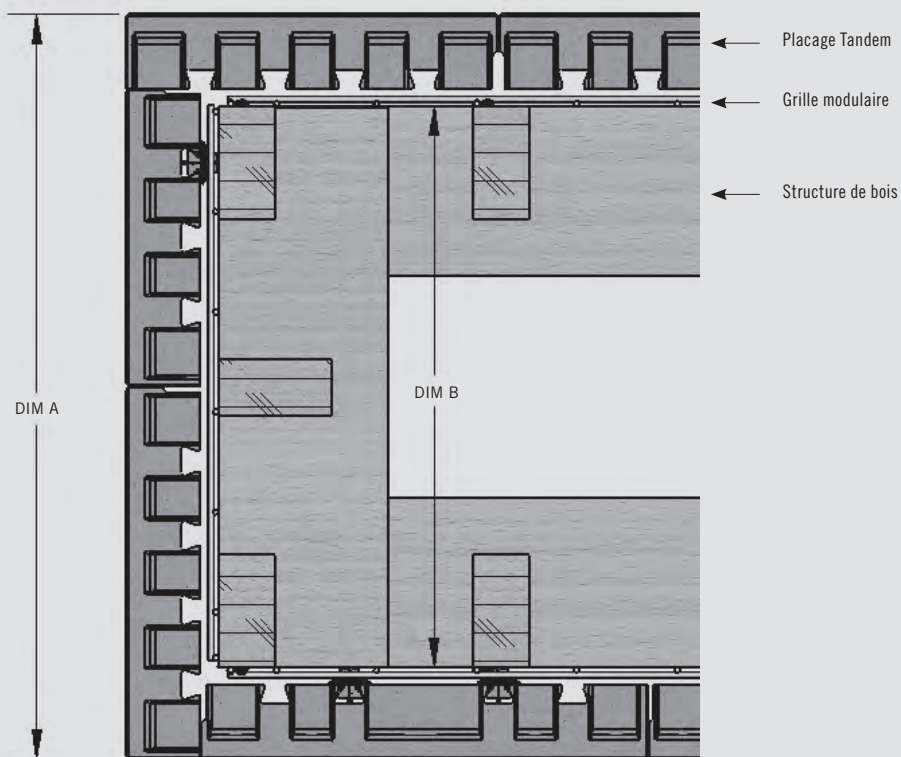 Placage Tandem
Grille modulaire
Structure de bois
DIM A
DIM B